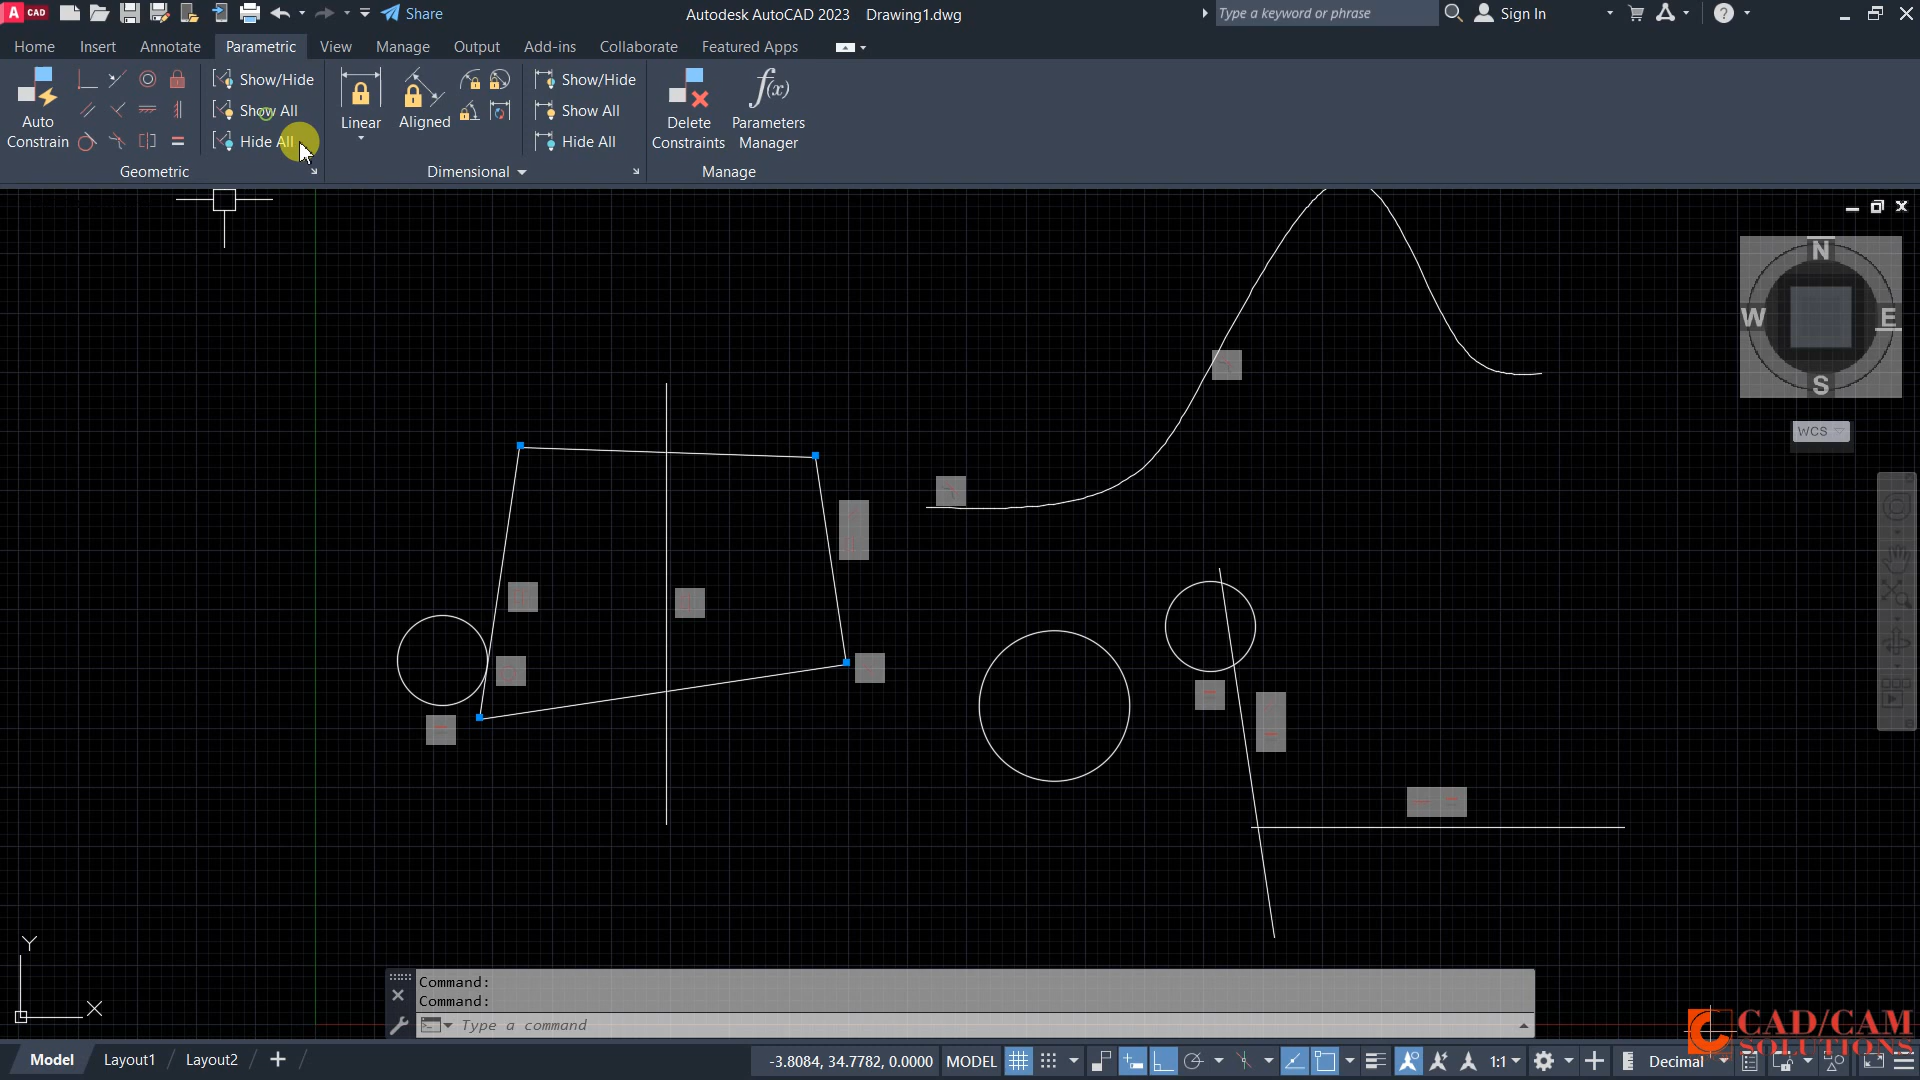 A CAD
Share
Autodesk AutoCAD 2023 Drawing1.dwg
Type a keyword or phrase
Sign In
Home Insert Annotate Parametric View Manage Output Add-ins Collaborate Featured Apps
Auto
Constrain
Show/Hide
Show All
Hide All
Geometric
Linear
Aligned
Show/Hide
Show All
Hide All
Dimensional
Delete
Constraints
f(x)
Parameters
Manager
Manage
N
W
E
S
WCS
Y
X
Command:
Command:
Type a command
CAD/CAM
SOLUTIONS
Model Layout1 Layout2
-3.8084, 34.7782, 0.0000 MODEL 1:1 Decimal